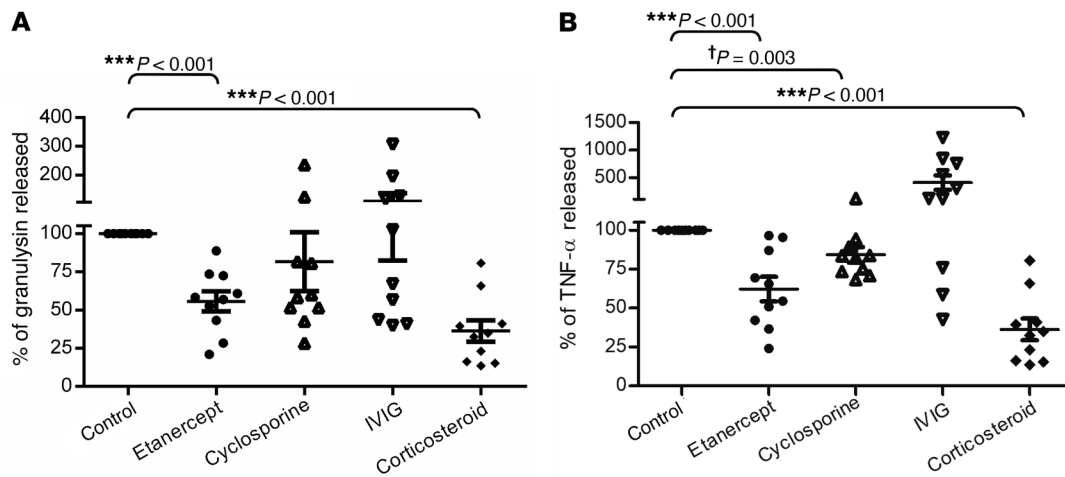 A
***P < 0.001
***P < 0.001
% of granulysin released
400
300
200
100
75
50
25
0
Control
Etanercept
Cyclosporine
IVIG
Corticosteroid
B
***P < 0.001
†P = 0.003
***P < 0.001
% of TNF-α released
1500
1000
500
100
75
50
25
0
Control
Etanercept
Cyclosporine
IVIG
Corticosteroid